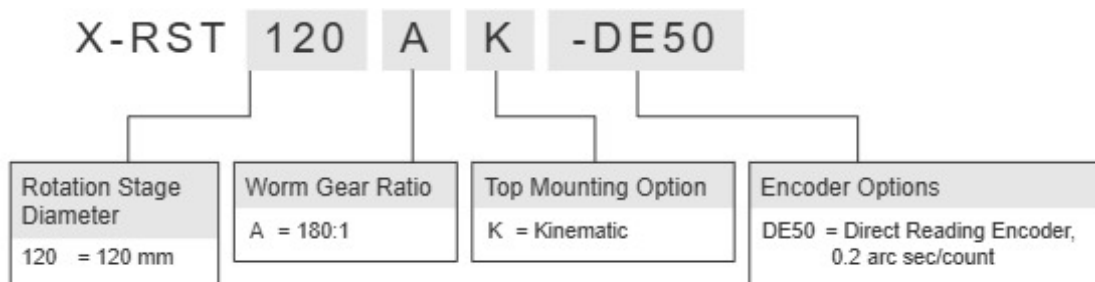 X-RST 120 A K -DE50
Rotation Stage
Diameter
120 = 120 mm
Worm Gear Ratio
A = 180:1
Top Mounting Option
K = Kinematic
Encoder Options
DE50 = Direct Reading Encoder,
0.2 arc sec/count